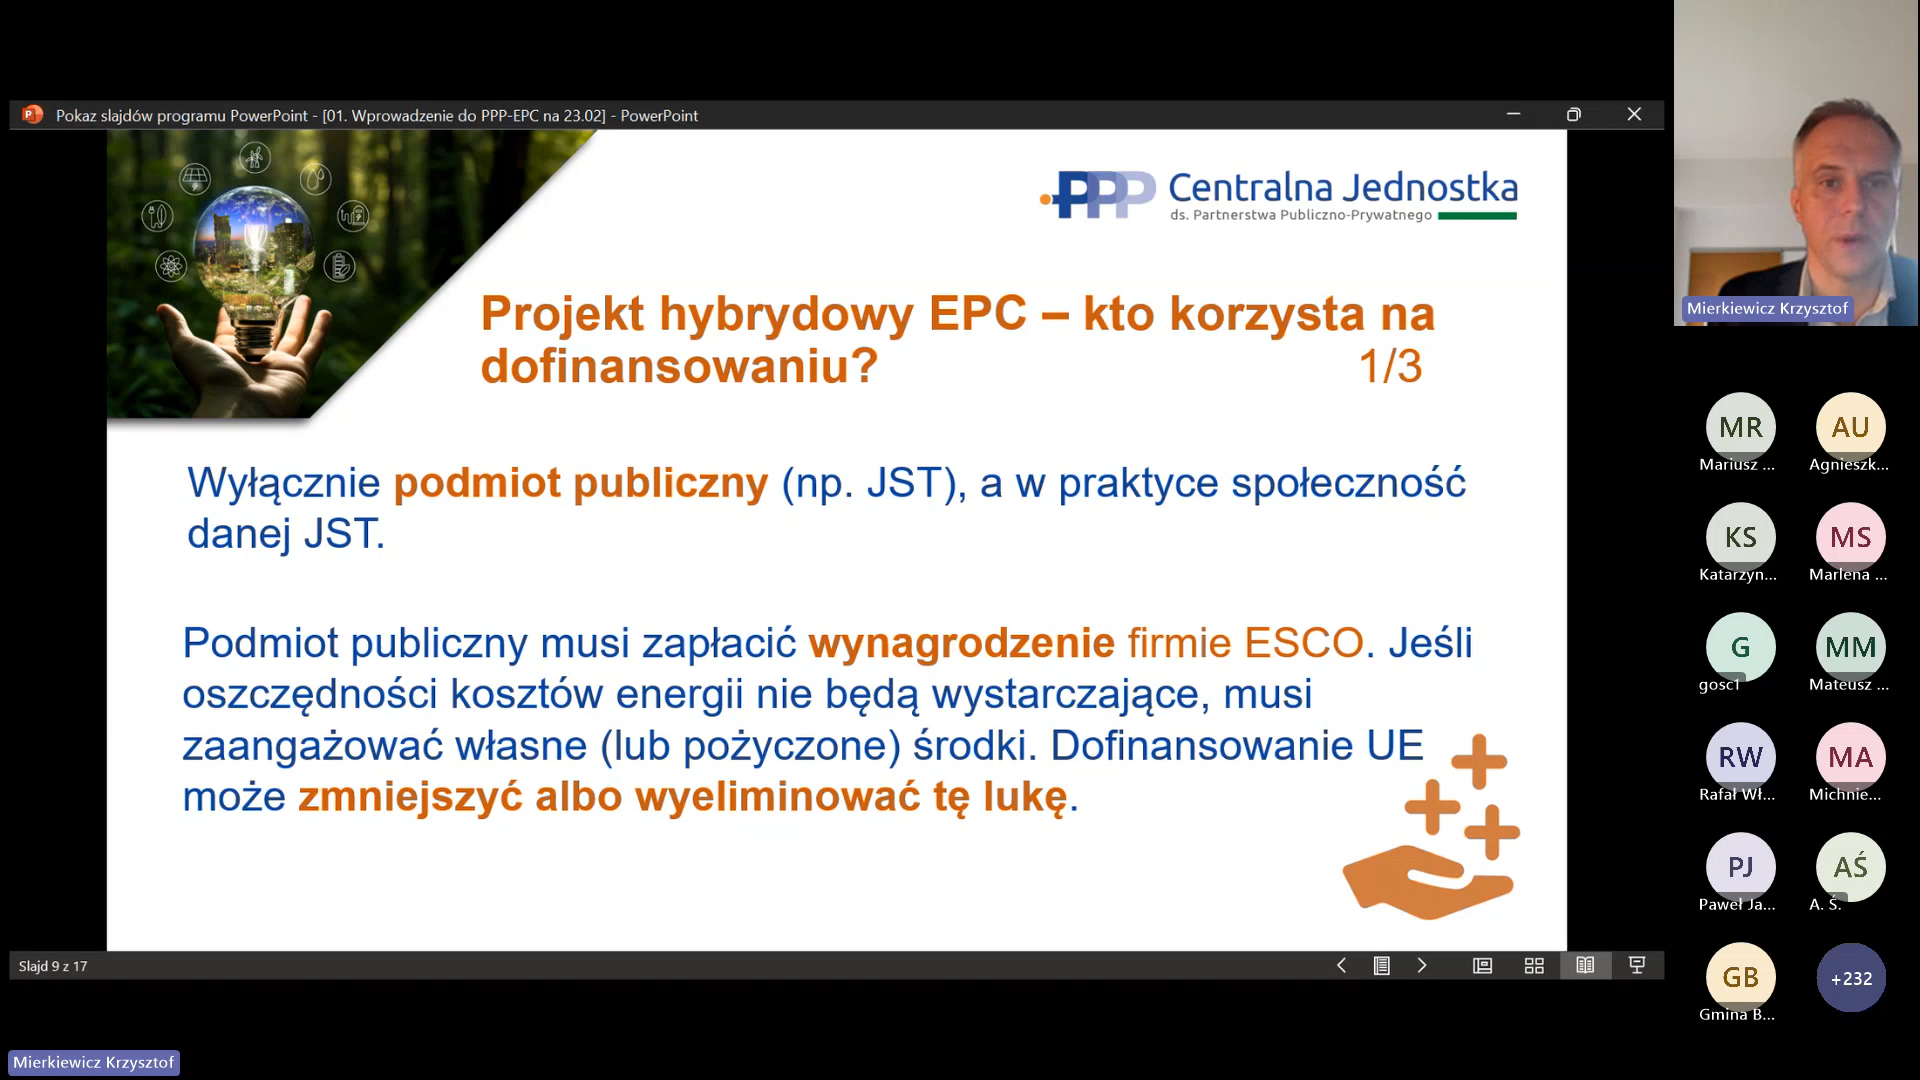 Pokaz slajdów programu PowerPoint - [01. Wprowadzenie do PPP-EPC na 23.02] - PowerPoint
PPP Centralna Jednostka
ds. Partnerstwa Publiczno-Prywatnego
Projekt hybrydowy EPC – kto korzysta na
dofinansowaniu? 1/3
Wyłącznie podmiot publiczny (np. JST), a w praktyce społeczność
danej JST.
Podmiot publiczny musi zapłacić wynagrodzenie firmie ESCO. Jeśli
oszczędności kosztów energii nie będą wystarczające, musi
zaangażować własne (lub pożyczone) środki. Dofinansowanie UE
może zmniejszyć albo wyeliminować tę lukę.
Slajd 9 z 17
Mierkiewicz Krzysztof
Mierkiewicz Krzysztof
MR
Mariusz ...
AU
Agnieszk...
KS
Katarzyn...
MS
Marlena ...
G
gosc1
MM
Mateusz ...
RW
Rafał Wł...
MA
Michnie...
PJ
Paweł Ja...
AŚ
A. Ś.
GB
Gmina B...
+232